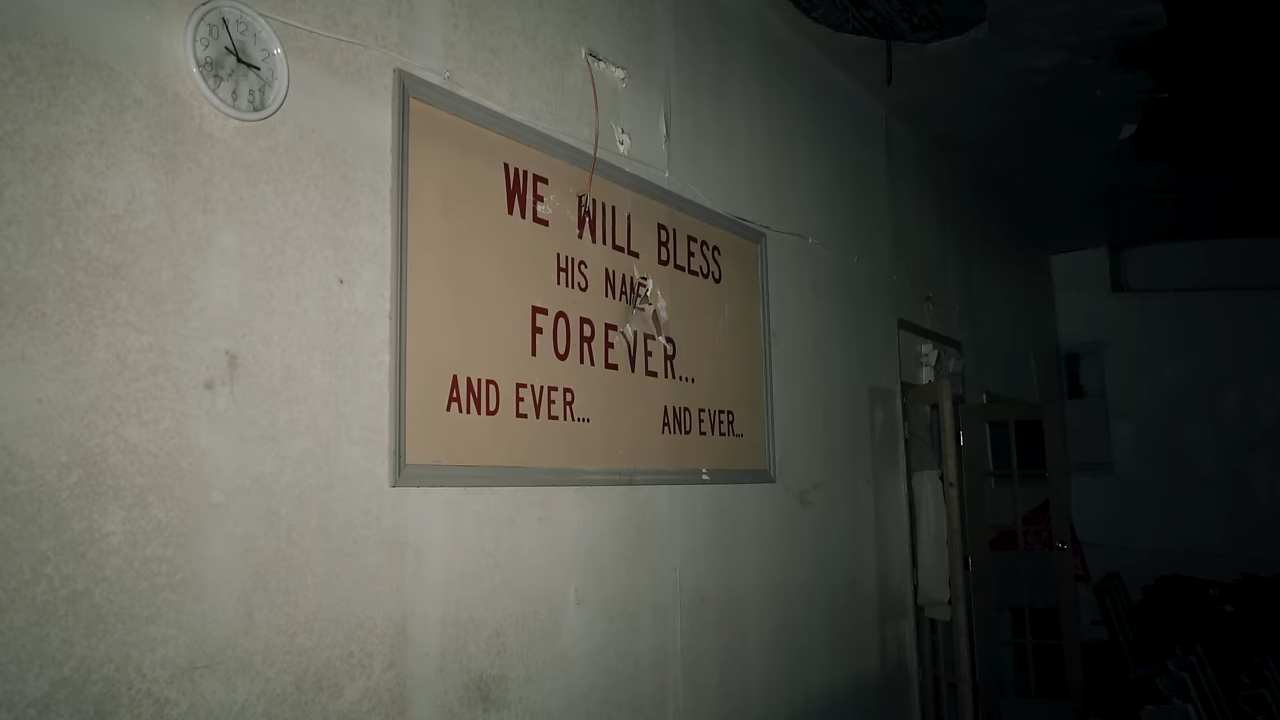 WE WILL BLESS
HIS NAME
FOREVER...
AND EVER... AND EVER...